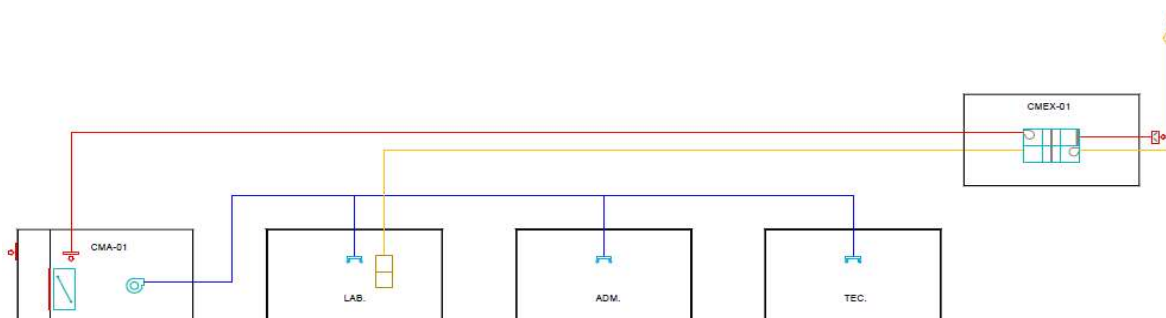 CMEX-01
CMA-01
LAB.
ADM.
TEC.